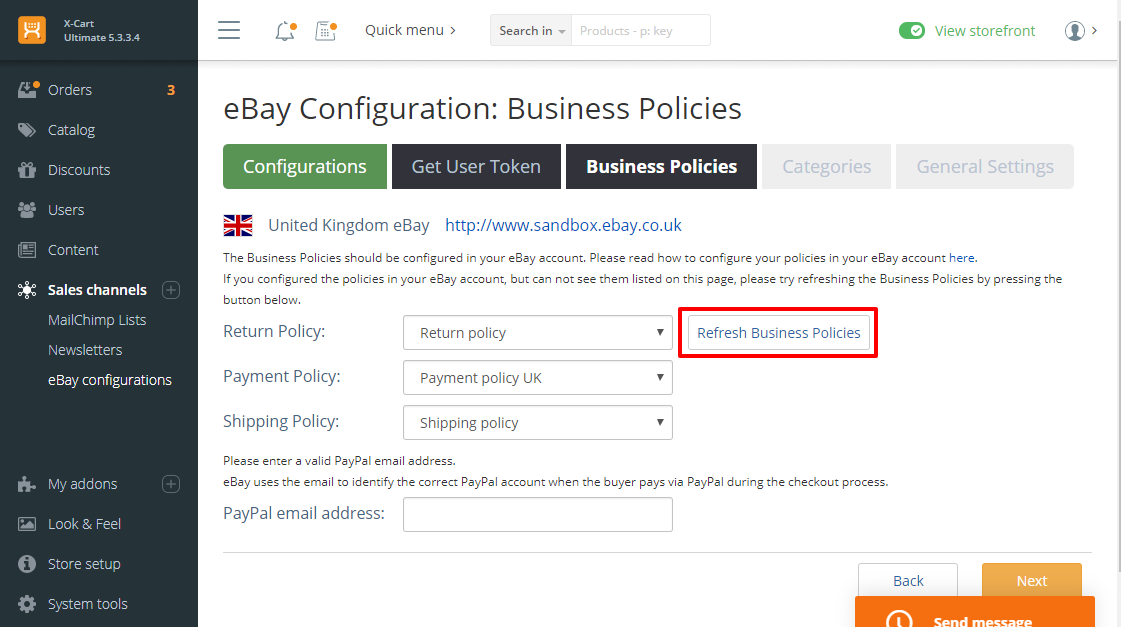 X-Cart
Ultimate 5.3.3.4
Quick menu
Search in
Products - p: key
View storefront
Orders
3
Catalog
Discounts
Users
Content
Sales channels
MailChimp Lists
Newsletters
eBay configurations
My addons
Look & Feel
Store setup
System tools
eBay Configuration: Business Policies
Configurations
Get User Token
Business Policies
Categories
General Settings
United Kingdom eBay http://www.sandbox.ebay.co.uk
The Business Policies should be configured in your eBay account. Please read how to configure your policies in your eBay account here.
If you configured the policies in your eBay account, but can not see them listed on this page, please try refreshing the Business Policies by pressing the
button below.
Return Policy:
Return policy
Refresh Business Policies
Payment Policy:
Payment policy UK
Shipping Policy:
Shipping policy
Please enter a valid PayPal email address.
eBay uses the email to identify the correct PayPal account when the buyer pays via PayPal during the checkout process.
PayPal email address:
Back
Next
Send message